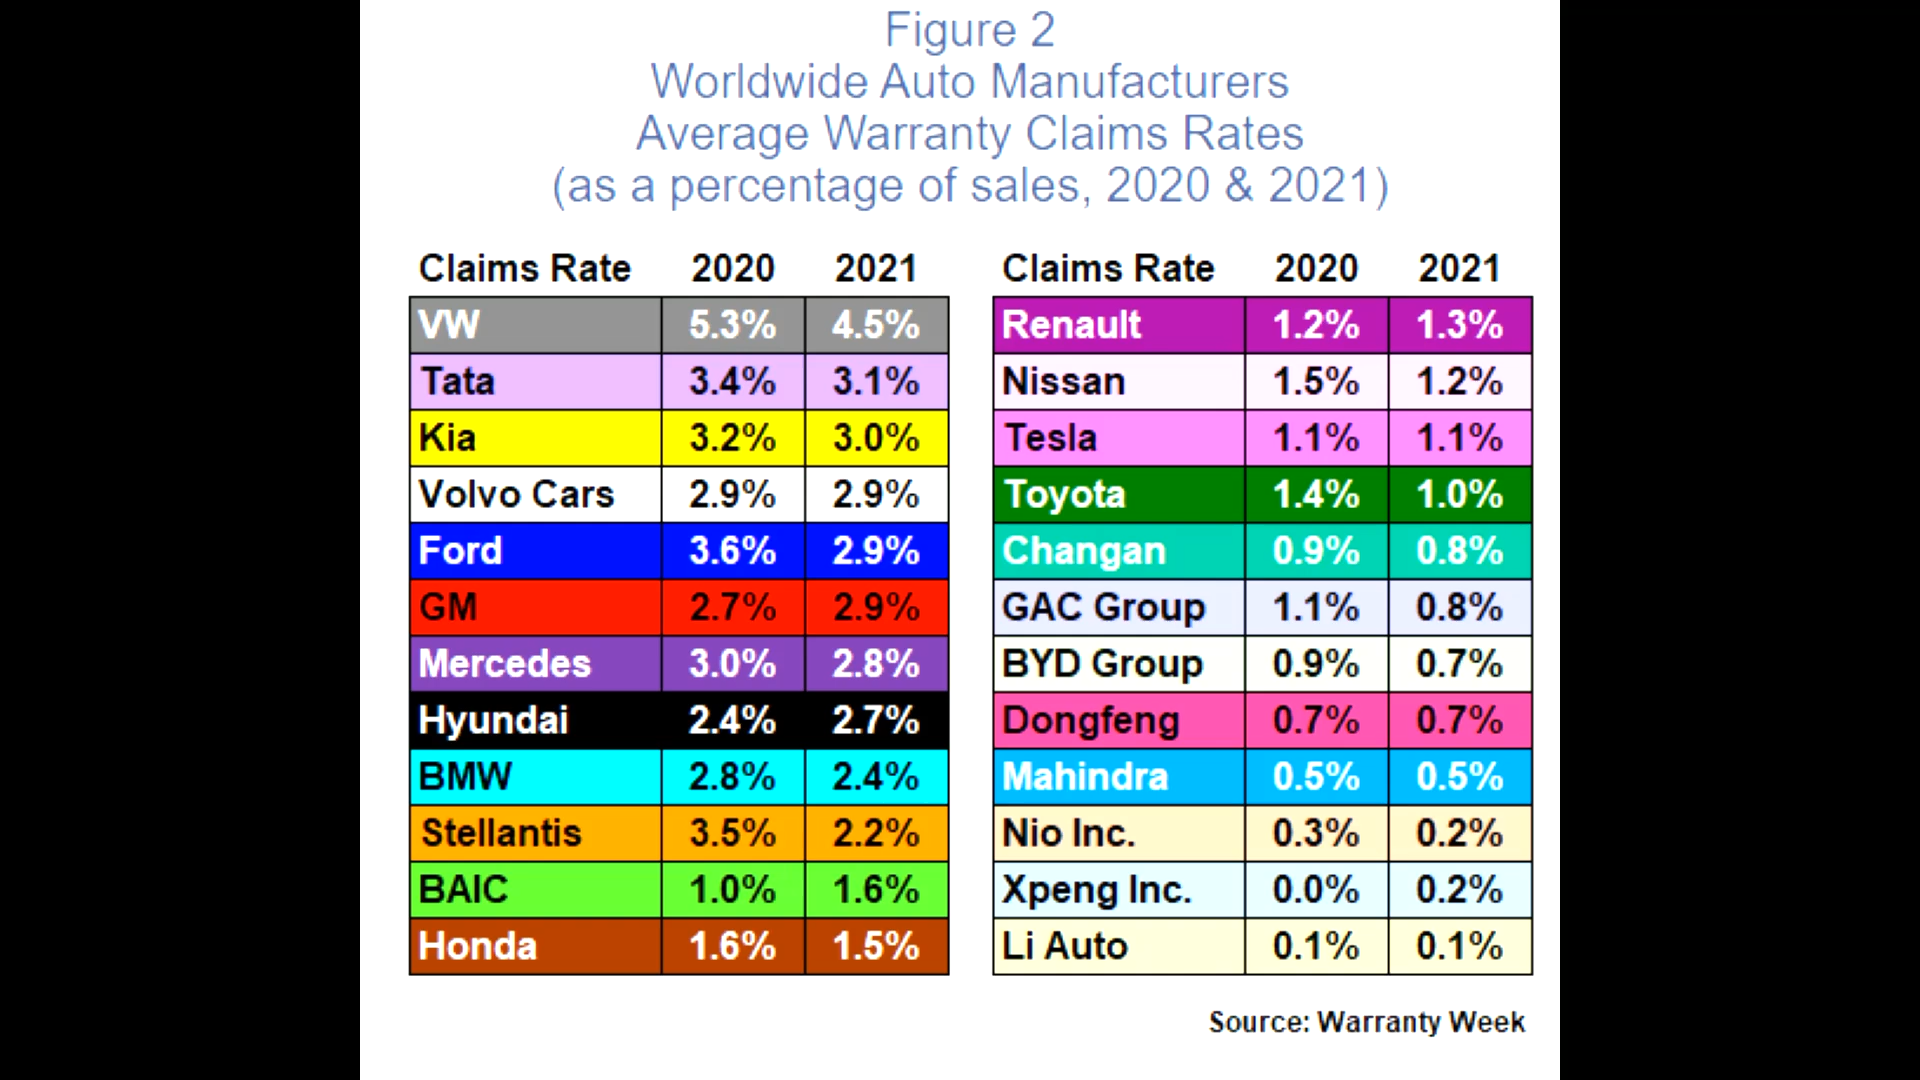 Figure 2
Worldwide Auto Manufacturers
Average Warranty Claims Rates
(as a percentage of sales, 2020 & 2021)
Claims Rate 2020 2021
VW 5.3% 4.5%
Tata 3.4% 3.1%
Kia 3.2% 3.0%
Volvo Cars 2.9% 2.9%
Ford 3.6% 2.9%
GM 2.7% 2.9%
Mercedes 3.0% 2.8%
Hyundai 2.4% 2.7%
BMW 2.8% 2.4%
Stellantis 3.5% 2.2%
BAIC 1.0% 1.6%
Honda 1.6% 1.5%
Claims Rate 2020 2021
Renault 1.2% 1.3%
Nissan 1.5% 1.2%
Tesla 1.1% 1.1%
Toyota 1.4% 1.0%
Changan 0.9% 0.8%
GAC Group 1.1% 0.8%
BYD Group 0.9% 0.7%
Dongfeng 0.7% 0.7%
Mahindra 0.5% 0.5%
Nio Inc. 0.3% 0.2%
Xpeng Inc. 0.0% 0.2%
Li Auto 0.1% 0.1%
Source: Warranty Week